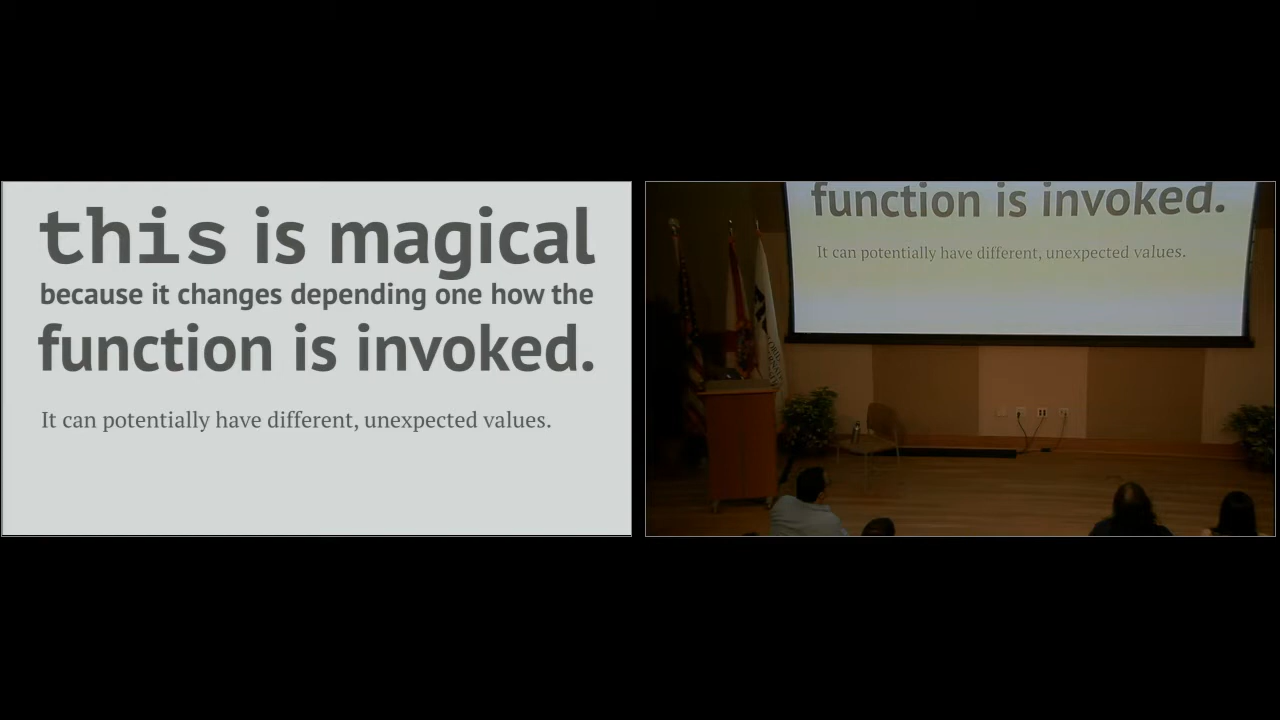 this is magical
because it changes depending one how the
function is invoked.
It can potentially have different, unexpected values.
function is invoked.
It can potentially have different, unexpected values.